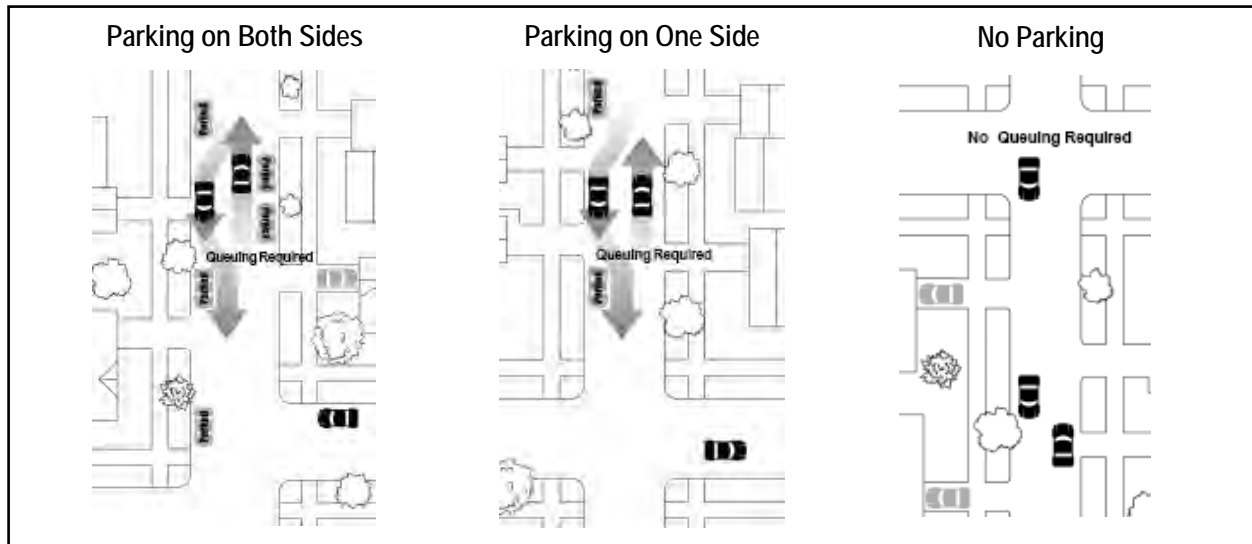 Parking on Both Sides
Parking on One Side
No Parking
Parked
Parked
Parked
Parked
Parked
Queuing Required
Parked
Parked
Queuing Required
No Queuing Required